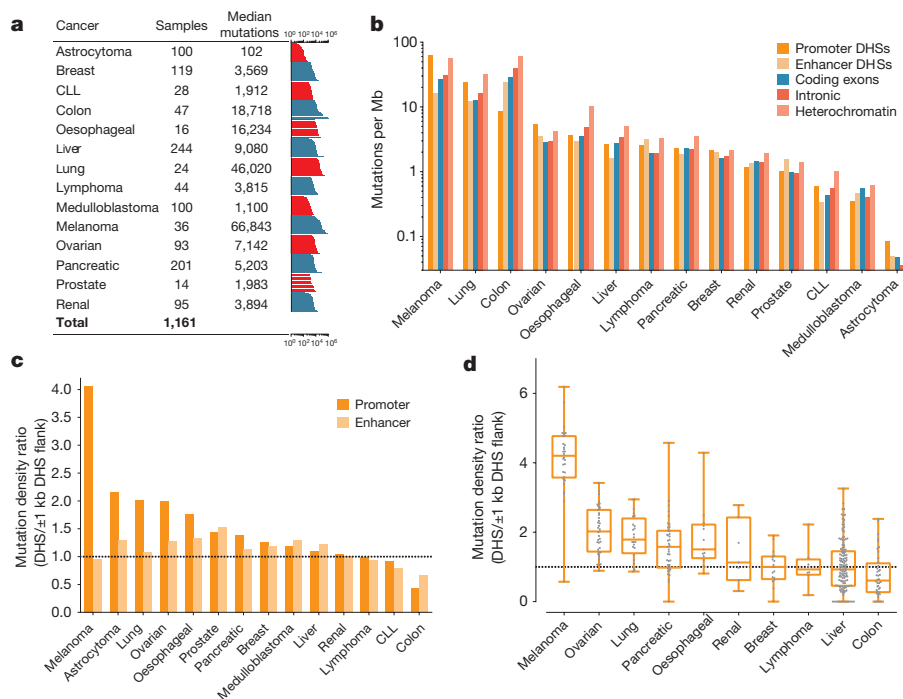 a
Cancer Samples Median mutations
10⁰ 10² 10⁴ 10⁶
Astrocytoma 100 102
Breast 119 3,569
CLL 28 1,912
Colon 47 18,718
Oesophageal 16 16,234
Liver 244 9,080
Lung 24 46,020
Lymphoma 44 3,815
Medulloblastoma 100 1,100
Melanoma 36 66,843
Ovarian 93 7,142
Pancreatic 201 5,203
Prostate 14 1,983
Renal 95 3,894
Total 1,161
10⁰ 10² 10⁴ 10⁶
b
Mutations per Mb
100
10
1
0.1
Promoter DHSs
Enhancer DHSs
Coding exons
Intronic
Heterochromatin
Melanoma
Lung
Colon
Ovarian
Oesophageal
Liver
Lymphoma
Pancreatic
Breast
Renal
Prostate
CLL
Medulloblastoma
Astrocytoma
c
Mutation density ratio
(DHS/±1 kb DHS flank)
4.0
3.5
3.0
2.5
2.0
1.5
1.0
0.5
0.0
Promoter
Enhancer
Melanoma
Astrocytoma
Lung
Ovarian
Oesophageal
Prostate
Pancreatic
Breast
Medulloblastoma
Liver
Renal
Lymphoma
CLL
Colon
d
Mutation density ratio
(DHS/±1 kb DHS flank)
6
4
2
0
Melanoma
Ovarian
Lung
Pancreatic
Oesophageal
Renal
Breast
Lymphoma
Liver
Colon